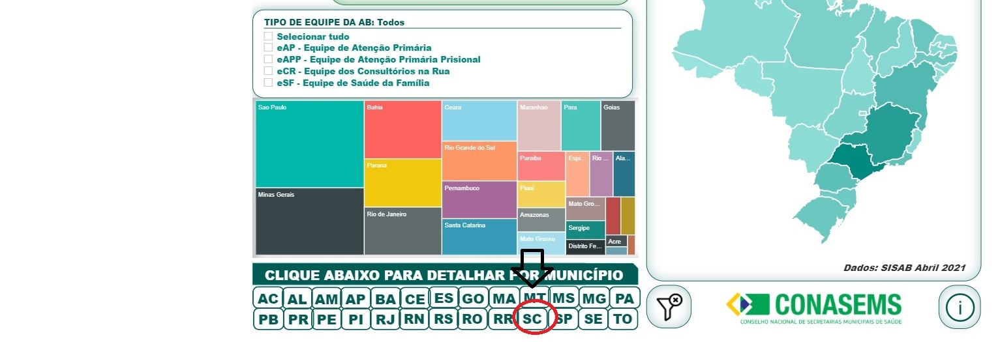 TIPO DE EQUIPE DA AB: Todos
Selecionar tudo
eAP - Equipe de Atenção Primária
eAPP - Equipe de Atenção Primária Prisional
eCR - Equipe dos Consultórios na Rua
eSF - Equipe de Saúde da Família
Sao Paulo
Bahia
Ceara
Maranhao
Para
Goias
Rio Grande do Sul
Paraiba
Espi...
Rio ...
Ala...
Parana
Pernambuco
Piaui
Minas Gerais
Mato Gro...
Rio de Janeiro
Amazonas
Santa Catarina
Sergipe
Mato Grosso
Distrito Fe...
Acre
CLIQUE ABAIXO PARA DETALHAR POR MUNICÍPIO
AC AL AM AP BA CE ES GO MA MT MS MG PA
PB PR PE PI RJ RN RS RO RR SC SP SE TO
Dados: SISAB Abril 2021
CONASEMS
CONSELHO NACIONAL DE SECRETARIAS MUNICIPAIS DE SAÚDE
i